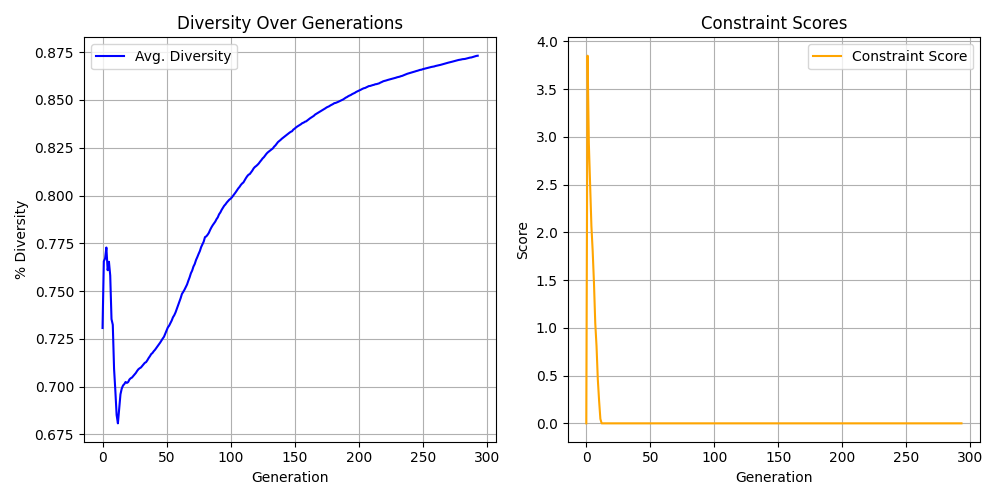 Diversity Over Generations
Avg. Diversity
% Diversity
0.875
0.850
0.825
0.800
0.775
0.750
0.725
0.700
0.675
0 50 100 150 200 250 300
Generation
Constraint Scores
Constraint Score
Score
4.0
3.5
3.0
2.5
2.0
1.5
1.0
0.5
0.0
0 50 100 150 200 250 300
Generation